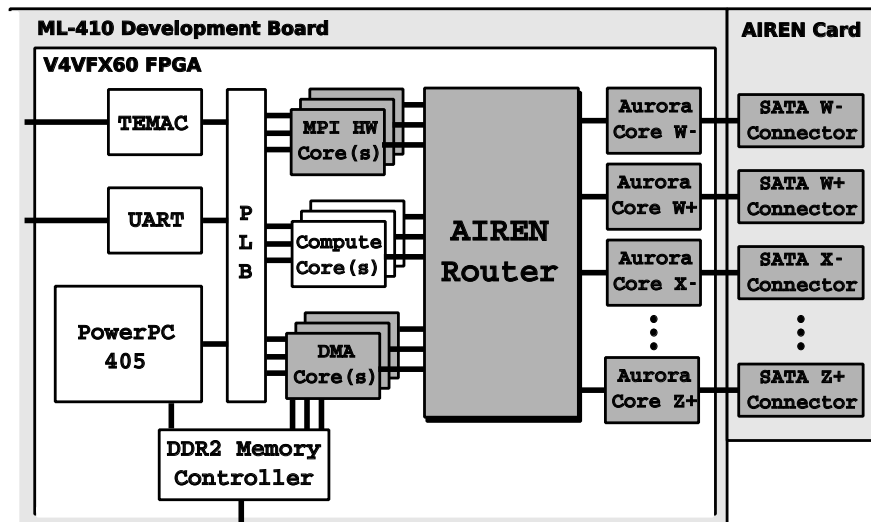 ML-410 Development Board
AIREN Card
V4VFX60 FPGA
TEMAC
UART
PowerPC
405
P
L
B
MPI HW
Core(s)
Compute
Core(s)
DMA
Core(s)
DDR2 Memory
Controller
AIREN
Router
Aurora
Core W-
Aurora
Core W+
Aurora
Core X-
Aurora
Core Z+
SATA W-
Connector
SATA W+
Connector
SATA X-
Connector
SATA Z+
Connector